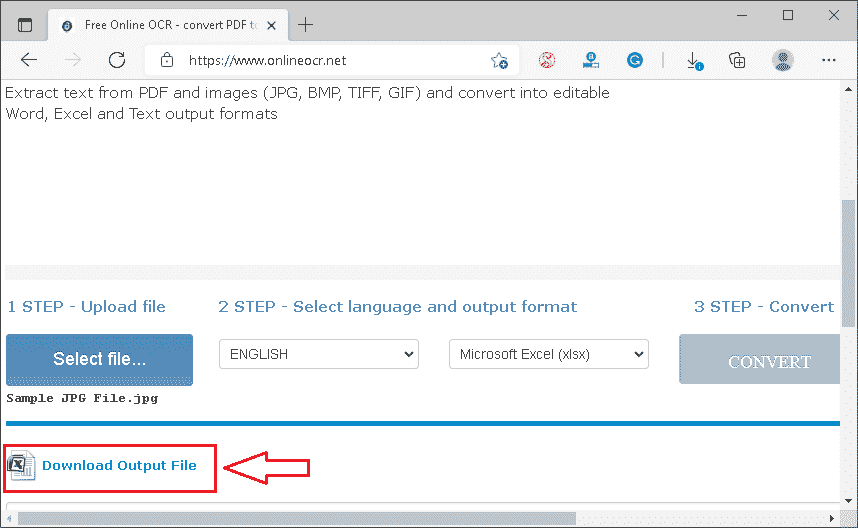 Free Online OCR - convert PDF to
https://www.onlineocr.net
Extract text from PDF and images (JPG, BMP, TIFF, GIF) and convert into editable
Word, Excel and Text output formats
1 STEP - Upload file
2 STEP - Select language and output format
3 STEP - Convert
Select file...
ENGLISH
Microsoft Excel (xlsx)
CONVERT
Sample JPG File.jpg
Download Output File